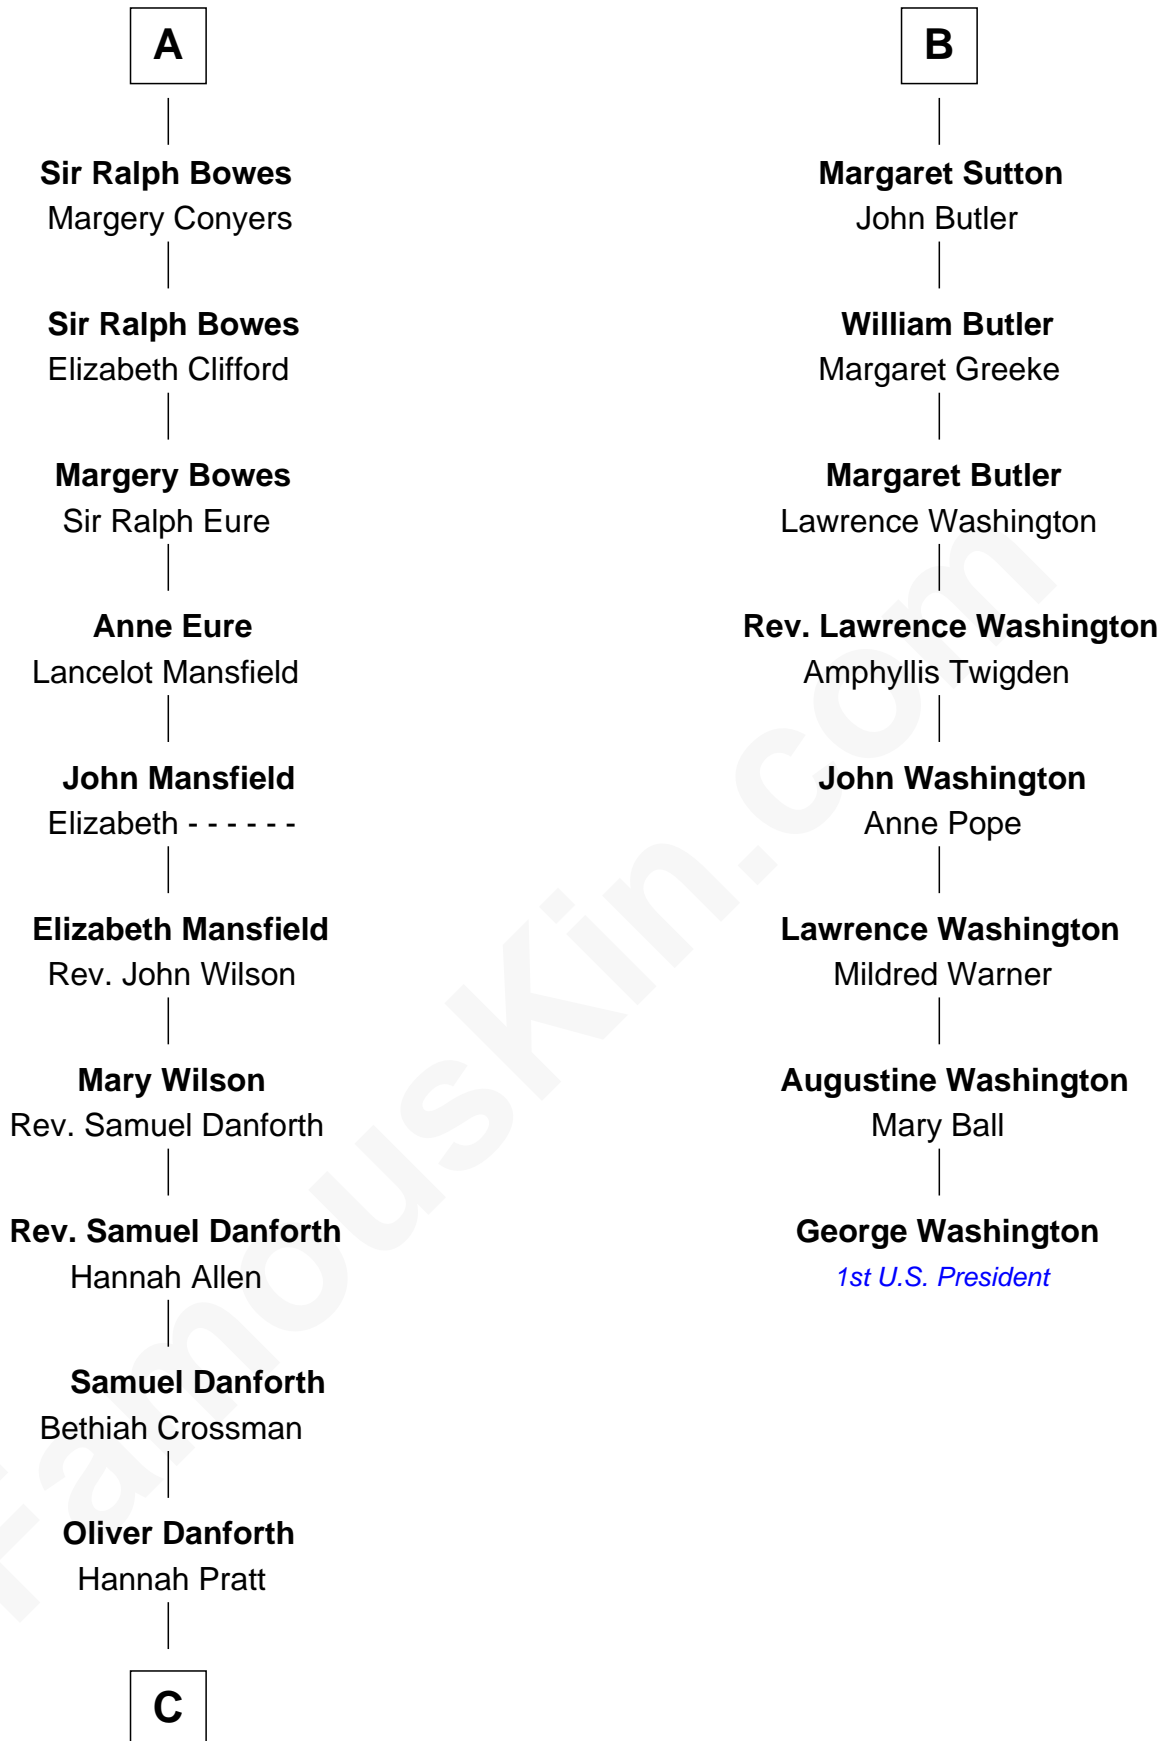 A
Sir Ralph Bowes
Margery Conyers
Sir Ralph Bowes
Elizabeth Clifford
Margery Bowes
Sir Ralph Eure
Anne Eure
Lancelot Mansfield
John Mansfield
Elizabeth - - - - - -
Elizabeth Mansfield
Rev. John Wilson
Mary Wilson
Rev. Samuel Danforth
Rev. Samuel Danforth
Hannah Allen
Samuel Danforth
Bethiah Crossman
Oliver Danforth
Hannah Pratt
C
B
Margaret Sutton
John Butler
William Butler
Margaret Greeke
Margaret Butler
Lawrence Washington
Rev. Lawrence Washington
Amphyllis Twigden
John Washington
Anne Pope
Lawrence Washington
Mildred Warner
Augustine Washington
Mary Ball
George Washington
1st U.S. President
FamousKin.com